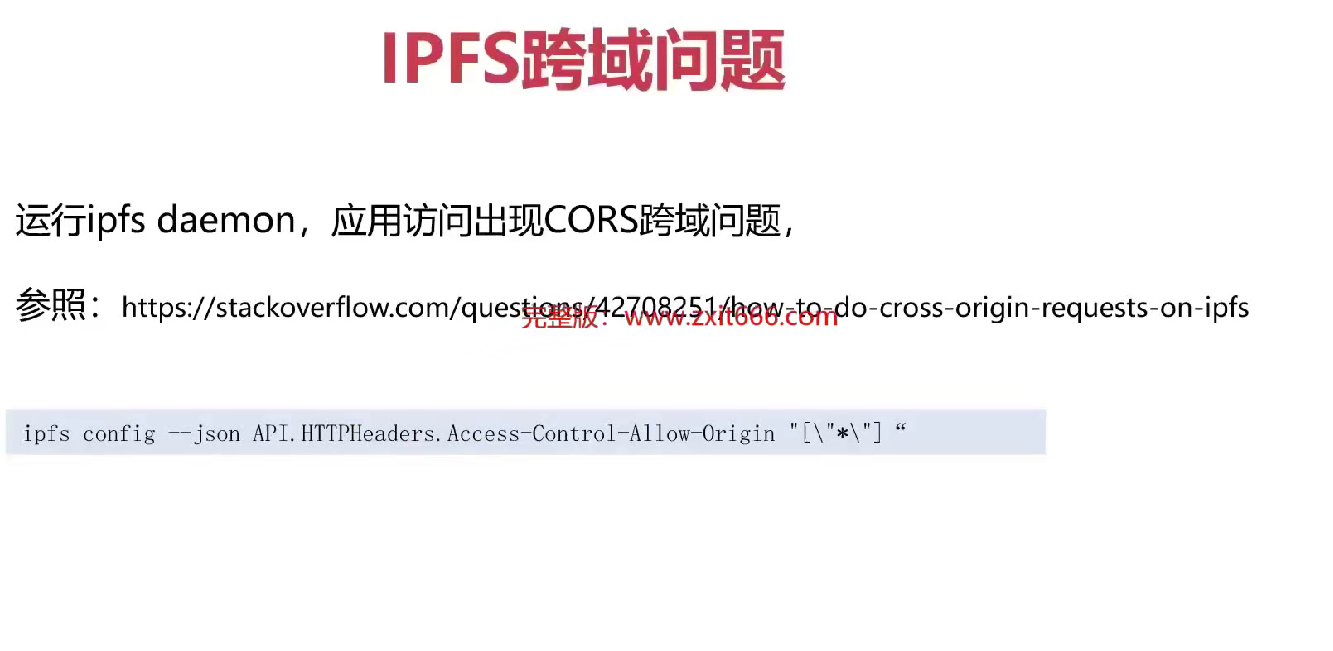 IPFS跨域问题
运行ipfs daemon，应用访问出现CORS跨域问题，
参照：https://stackoverflow.com/questions/42708251/how-to-do-cross-origin-requests-on-ipfs
完整版：www.zxit666.com
ipfs config --json API.HTTPHeaders.Access-Control-Allow-Origin "[\"*\"] “